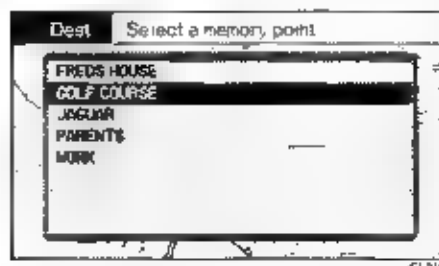 Dest Select a memory point
FREDS HOUSE
GOLF COURSE
JAGUAR
PARENTS
WORK